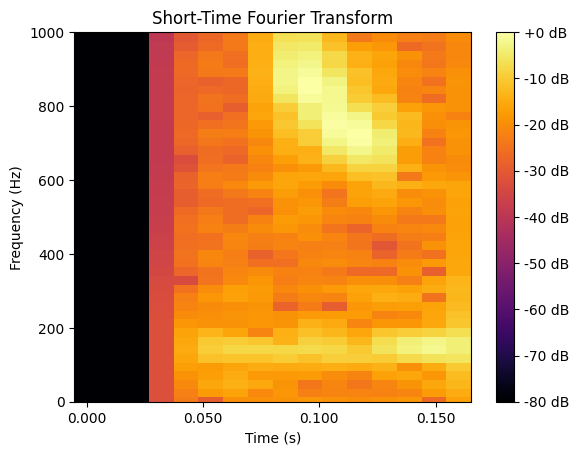 Short-Time Fourier Transform
Frequency (Hz)
1000
800
600
400
200
0
0.000
0.050
0.100
0.150
Time (s)
+0 dB
-10 dB
-20 dB
-30 dB
-40 dB
-50 dB
-60 dB
-70 dB
-80 dB